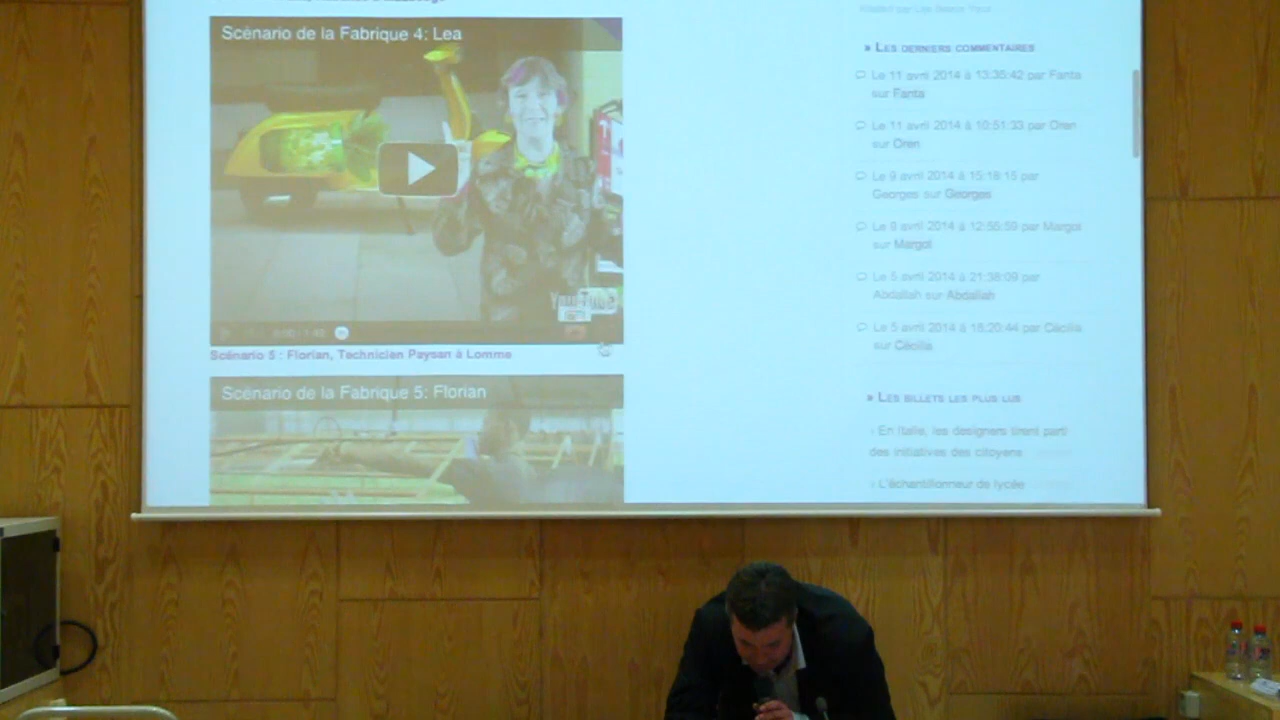 Scénario de la Fabrique 4: Lea
YouTube
0:00 / 1:40
Scénario 5 : Florian, Technicien Paysan à Lomme
Scénario de la Fabrique 5: Florian
» Les derniers commentaires
Le 11 avril 2014 à 13:35:42 par Fanta
sur Fanta
Le 11 avril 2014 à 10:51:33 par Oren
sur Oren
Le 9 avril 2014 à 15:18:15 par
Georges sur Georges
Le 9 avril 2014 à 12:55:59 par Margot
sur Margot
Le 5 avril 2014 à 21:38:09 par
Abdallah sur Abdallah
Le 5 avril 2014 à 18:20:44 par Cécilia
sur Cécilia
» Les billets les plus lus
› En Italie, les designers tirent parti
des initiatives des citoyens
› L'échantillonneur de lycée